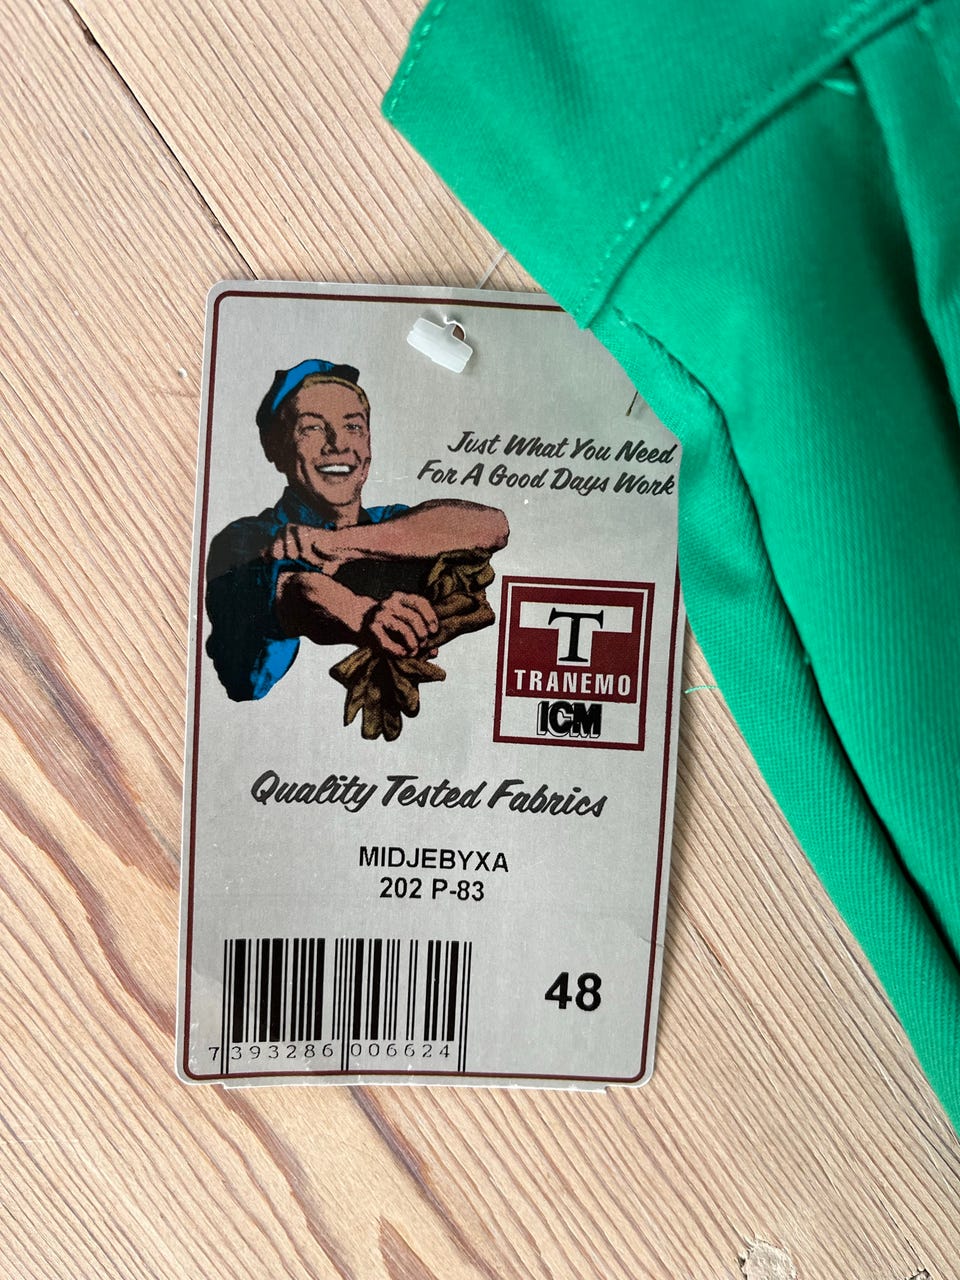 Just What You Need
For A Good Days Work
T
TRANEMO
ICM
Quality Tested Fabrics
MIDJEBYXA
202 P-83
48
7 393286 006624